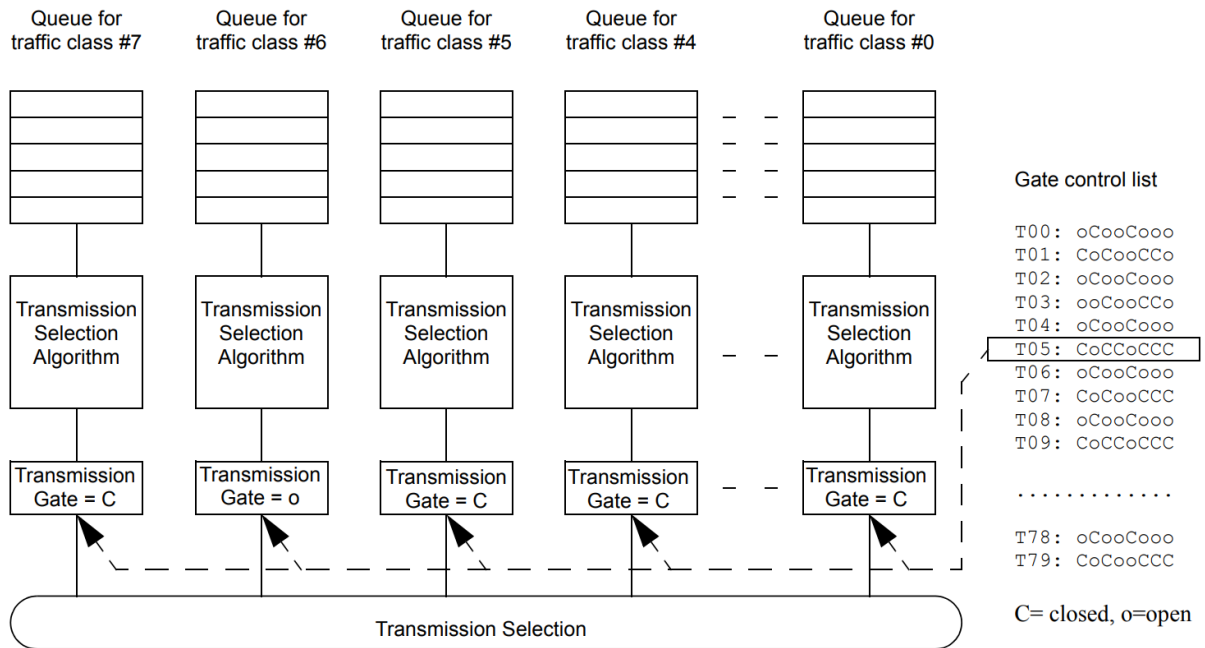 Queue for
traffic class #7
Queue for
traffic class #6
Queue for
traffic class #5
Queue for
traffic class #4
Queue for
traffic class #0
Transmission
Selection
Algorithm
Transmission
Selection
Algorithm
Transmission
Selection
Algorithm
Transmission
Selection
Algorithm
Transmission
Selection
Algorithm
Transmission
Gate = C
Transmission
Gate = o
Transmission
Gate = C
Transmission
Gate = C
Transmission
Gate = C
Transmission Selection
Gate control list
T00: oCooCooo
T01: CoCooCCo
T02: oCooCooo
T03: ooCooCCo
T04: oCooCooo
T05: CoCCoCCC
T06: oCooCooo
T07: CoCooCCC
T08: oCooCooo
T09: CoCCoCCC
.............
T78: oCooCooo
T79: CoCooCCC
C= closed, o=open